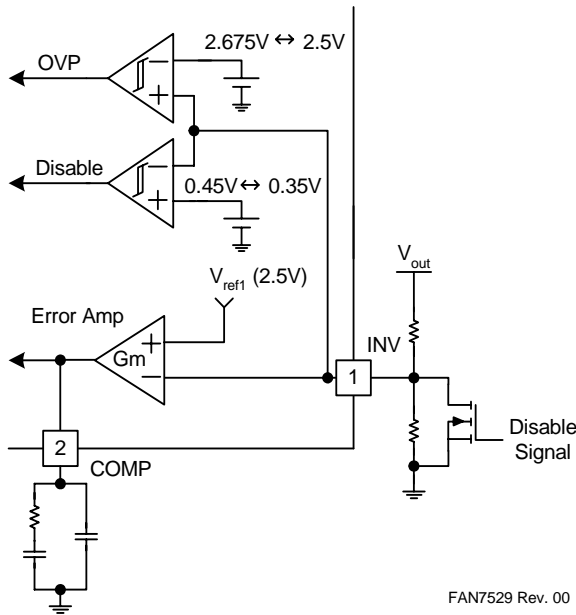 2.675V ↔ 2.5V
OVP
−
+
Disable
−
+
0.45V ↔ 0.35V
Vref1 (2.5V)
Vout
Error Amp
Gm
+
−
INV
1
Disable
Signal
2
COMP
FAN7529 Rev. 00